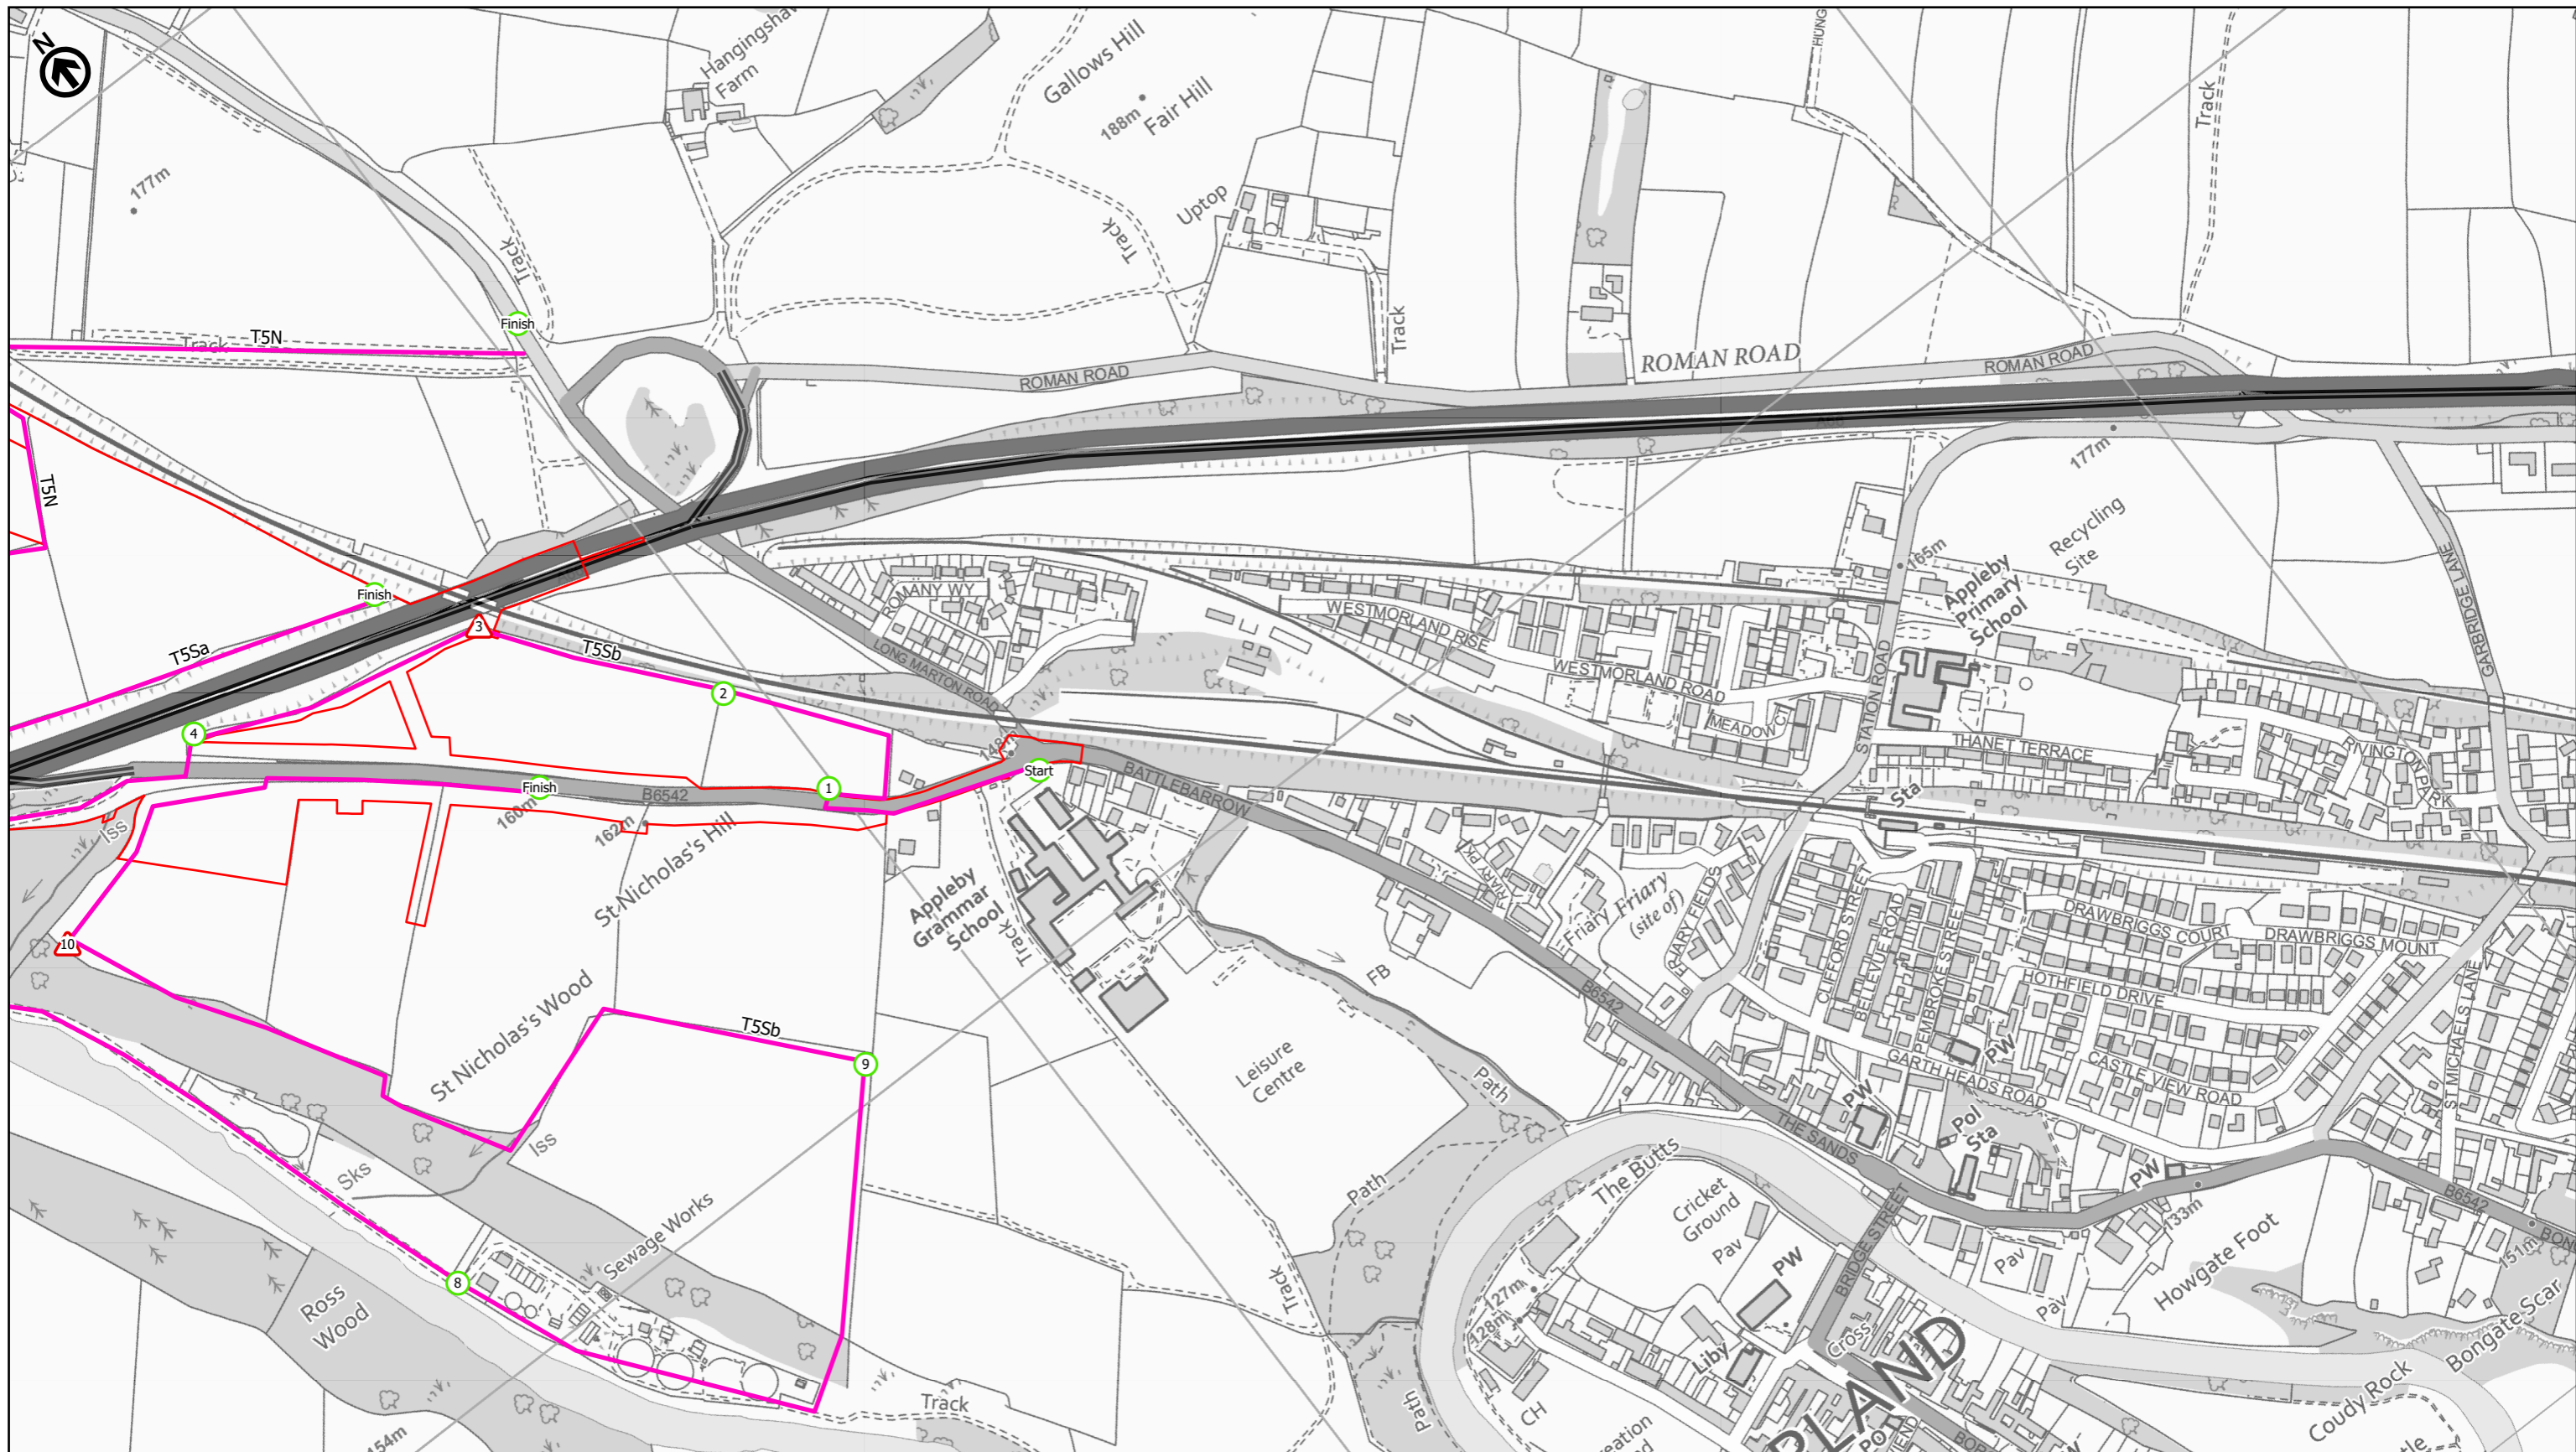 N
Hangingshaw
Farm
Gallows Hill
188m
Fair Hill
HUNG
Track
177m
Track
Uptop
Track
Track
Finish
T5N
Track
ROMAN ROAD
ROMAN ROAD
ROMAN ROAD
177m
T5N
Finish
T5Sa
3
T5Sb
2
4
ROMANY WY
LONG MARTON ROAD
WESTMORLAND RISE
WESTMORLAND ROAD
MEADOW CT
STATION ROAD
165m
Appleby
Primary
School
Recycling
Site
GARBRIDGE LANE
THANET TERRACE
RIVINGTON PARK
148m
Start
1
Finish
B6542
160m
162m
St Nicholas's Hill
BATTLEBARROW
Sta
Iss
Appleby
Grammar
School
Track
FRIARY PK
Friary
Friary
(site of)
FRIARY FIELDS
CLIFFORD STREET
BELLEVUE ROAD
PEMBROKE STREET
DRAWBRIGGS COURT
DRAWBRIGGS MOUNT
HOTHFIELD DRIVE
10
St Nicholas's Wood
T5Sb
9
FB
B6542
Leisure
Centre
Path
PW
GARTH HEADS ROAD
CASTLE VIEW ROAD
ST MICHAELS LANE
PW
Pol
Sta
THE SANDS
Iss
Sks
Sewage Works
8
Ross
Wood
Path
The Butts
Cricket
Ground
Pav
PW
BRIDGE STREET
Pav
Pav
PW
133m
Howgate Foot
B6542
151m
BON
Bongate Scar
Track
127m
128m
Liby
Cross
CH
Path
Track
154m
PLAND
PO
Coudy Rock